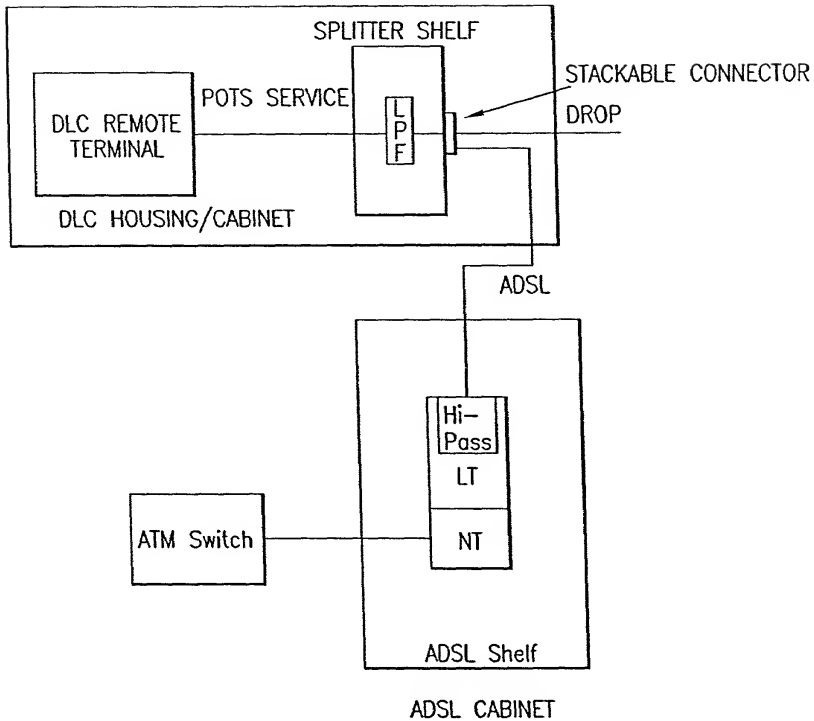 SPLITTER SHELF
STACKABLE CONNECTOR
POTS SERVICE
DROP
DLC REMOTE
TERMINAL
L
P
F
DLC HOUSING/CABINET
ADSL
Hi-
Pass
LT
ATM Switch
NT
ADSL Shelf
ADSL CABINET